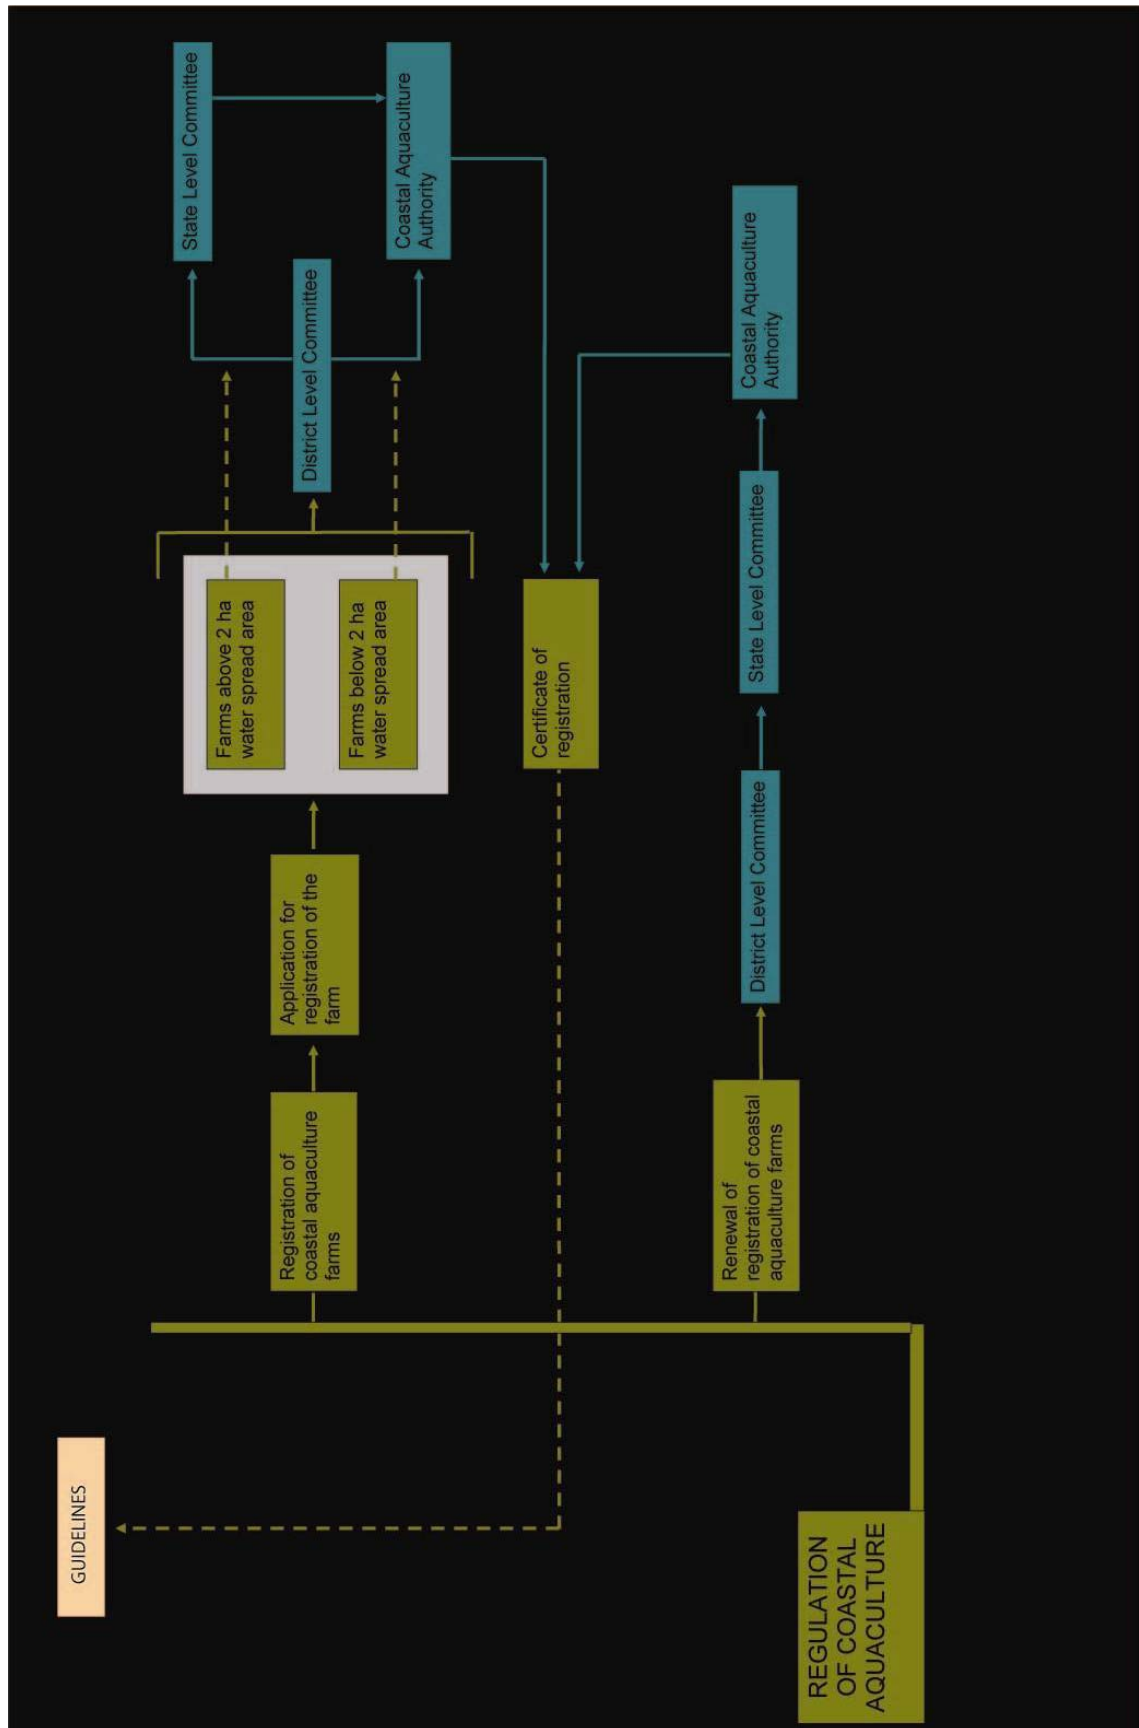 GUIDELINES
REGULATION
OF COASTAL
AQUACULTURE
Registration of
coastal aquaculture
farms
Application for
registration of the
farm
Farms above 2 ha
water spread area
Farms below 2 ha
water spread area
District Level Committee
State Level Committee
Coastal Aquaculture
Authority
Certificate of
registration
Renewal of
registration of coastal
aquaculture farms
District Level Committee
State Level Committee
Coastal Aquaculture
Authority